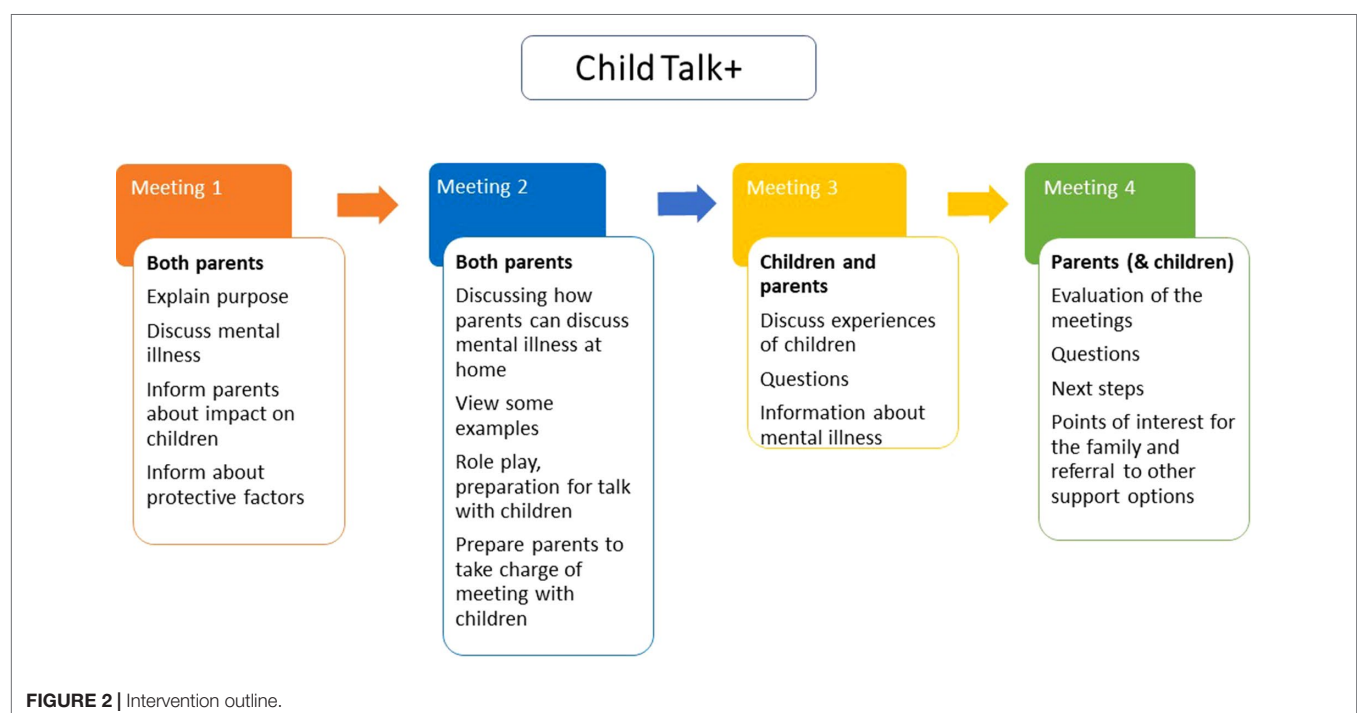 Child Talk+
Meeting 1
Both parents
Explain purpose
Discuss mental
illness
Inform parents
about impact on
children
Inform about
protective factors
Meeting 2
Both parents
Discussing how
parents can discuss
mental illness at
home
View some
examples
Role play,
preparation for talk
with children
Prepare parents to
take charge of
meeting with
children
Meeting 3
Children and
parents
Discuss experiences
of children
Questions
Information about
mental illness
Meeting 4
Parents (& children)
Evaluation of the
meetings
Questions
Next steps
Points of interest for
the family and
referral to other
support options
FIGURE 2 | Intervention outline.